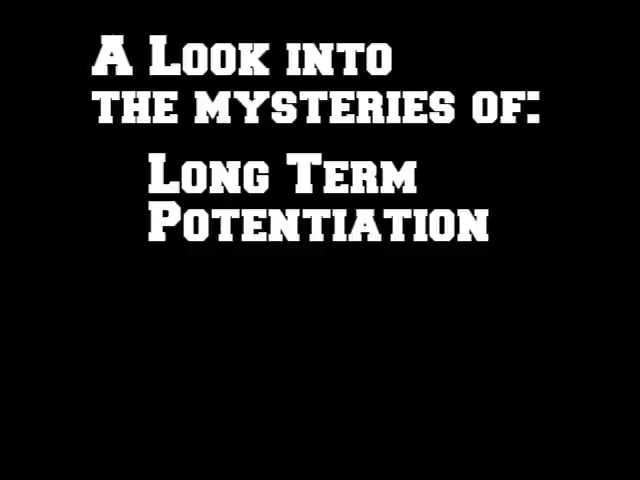 A Look into
the mysteries of:
Long Term
Potentiation